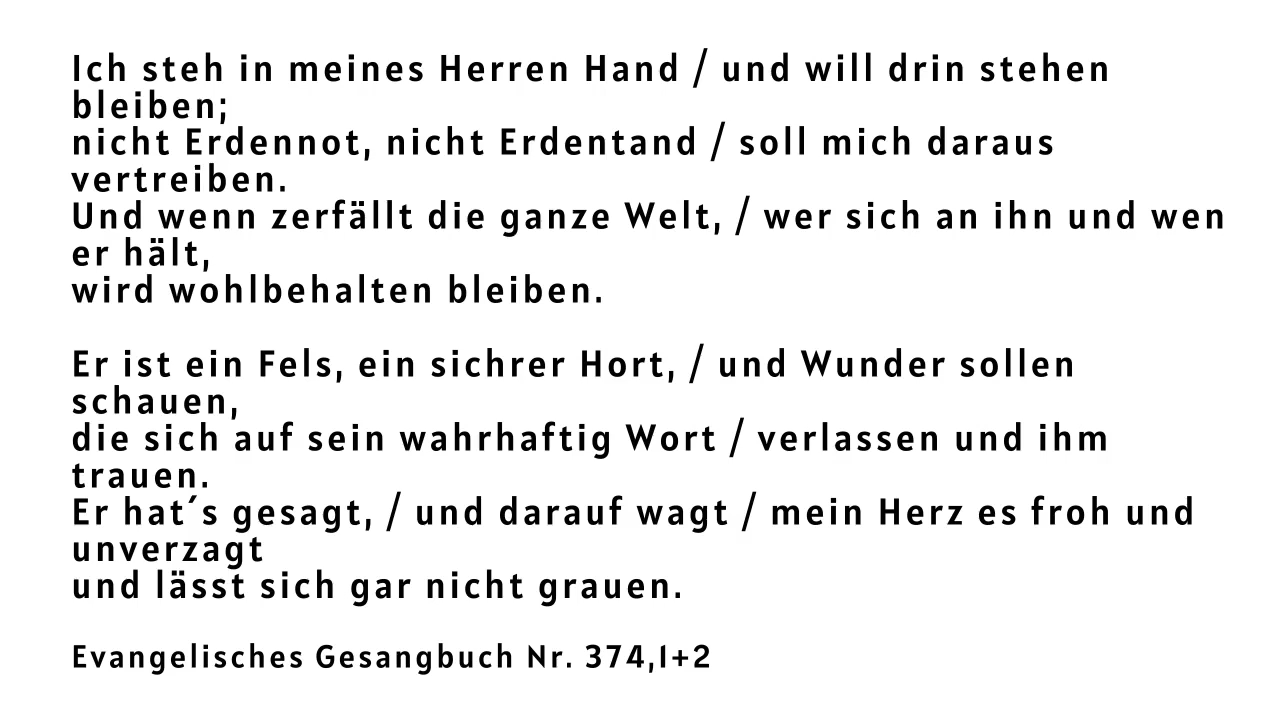 Ich steh in meines Herren Hand / und will drin stehen
bleiben;
nicht Erdennot, nicht Erdentand / soll mich daraus
vertreiben.
Und wenn zerfällt die ganze Welt, / wer sich an ihn und wen
er hält,
wird wohlbehalten bleiben.

Er ist ein Fels, ein sichrer Hort, / und Wunder sollen
schauen,
die sich auf sein wahrhaftig Wort / verlassen und ihm
trauen.
Er hat´s gesagt, / und darauf wagt / mein Herz es froh und
unverzagt
und lässt sich gar nicht grauen.

Evangelisches Gesangbuch Nr. 374,1+2